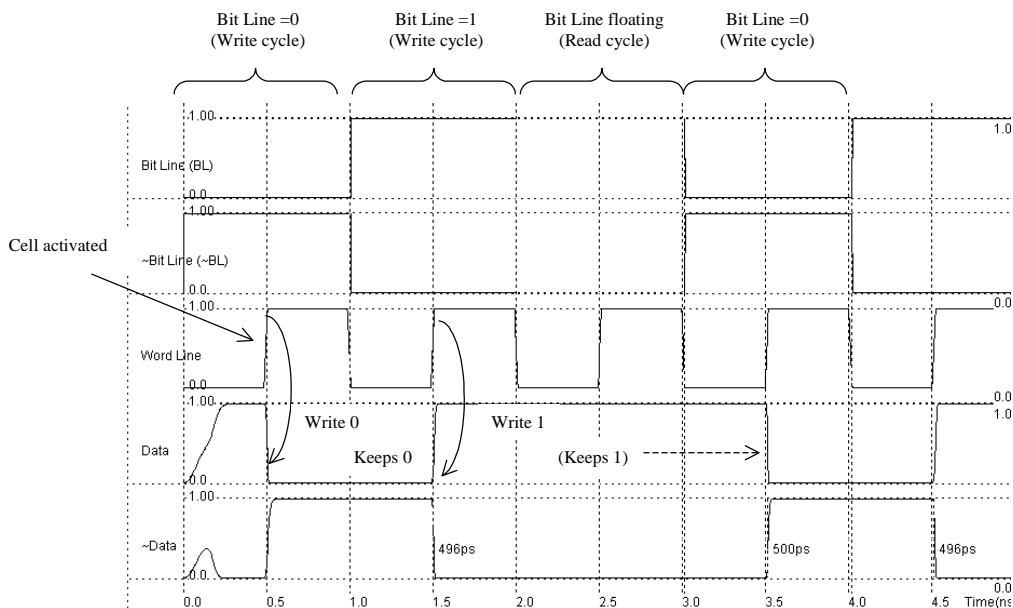 Bit Line =0 Bit Line =1 Bit Line floating Bit Line =0
(Write cycle) (Write cycle) (Read cycle) (Write cycle)
1.00 1.0
Bit Line (BL)
0.0
1.00
Cell activated
~Bit Line (~BL)
0.0 0.0
1.00
Word Line
0.0 0.0
1.00 1.0
Write 0 Write 1
Data Keeps 0 (Keeps 1)
0.0
1.00
~Data 496ps 500ps 496ps
0.0 0.0
0.0 0.5 1.0 1.5 2.0 2.5 3.0 3.5 4.0 4.5 Time(ns